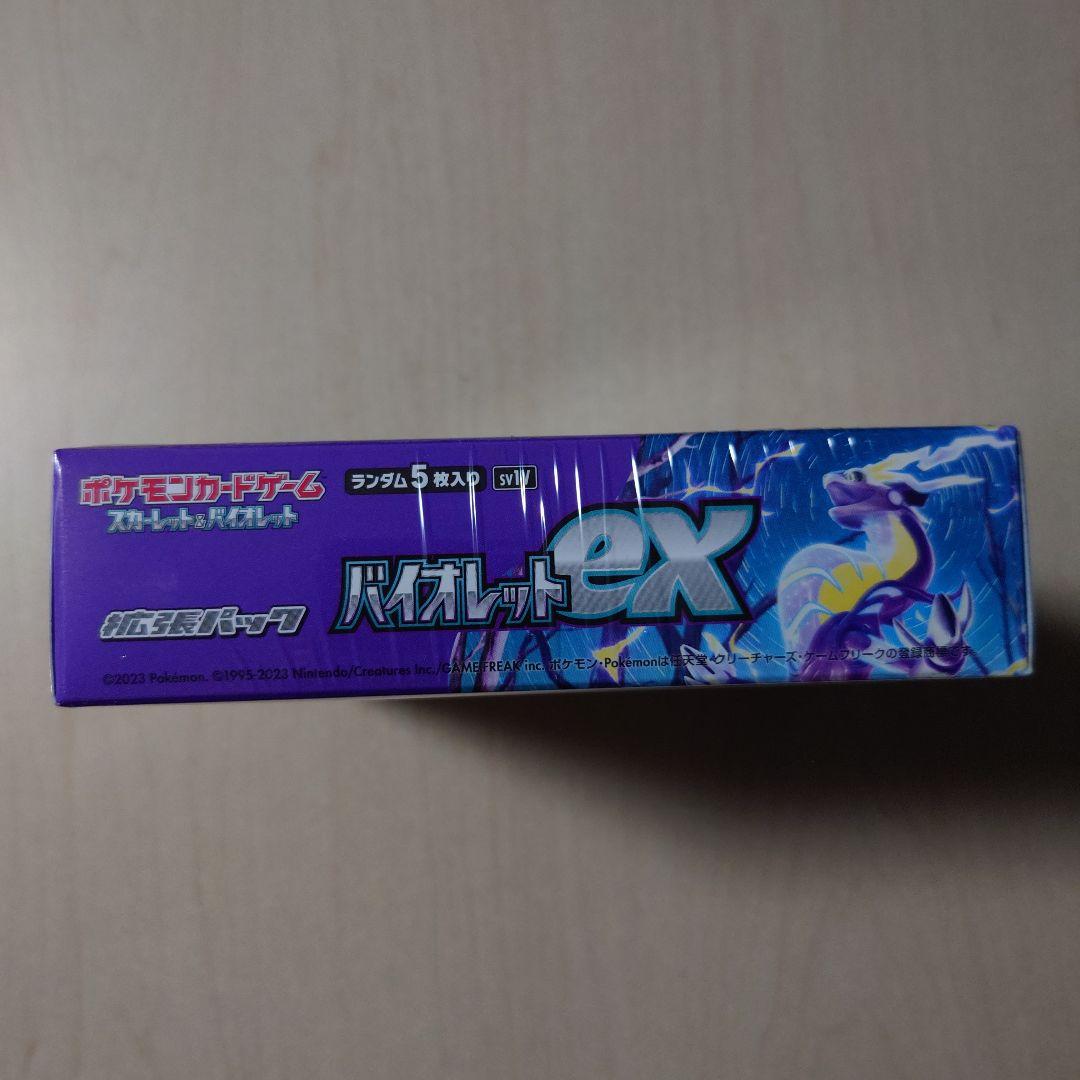 ポケモンカードゲーム
スカーレット&バイオレット
ランダム5枚入り SV1V
拡張パック
バイオレットex
©2023 Pokémon. ©1995-2023 Nintendo/Creatures Inc./GAME FREAK inc. ポケモン・Pokémonは任天堂・クリーチャーズ・ゲームフリークの登録商標です。